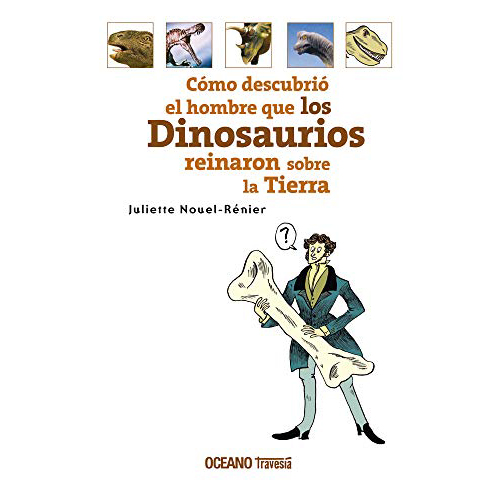 Cómo descubrió
el hombre que los
Dinosaurios
reinaron sobre
la Tierra
Juliette Nouel-Rénier
?
OCEANO Travesía